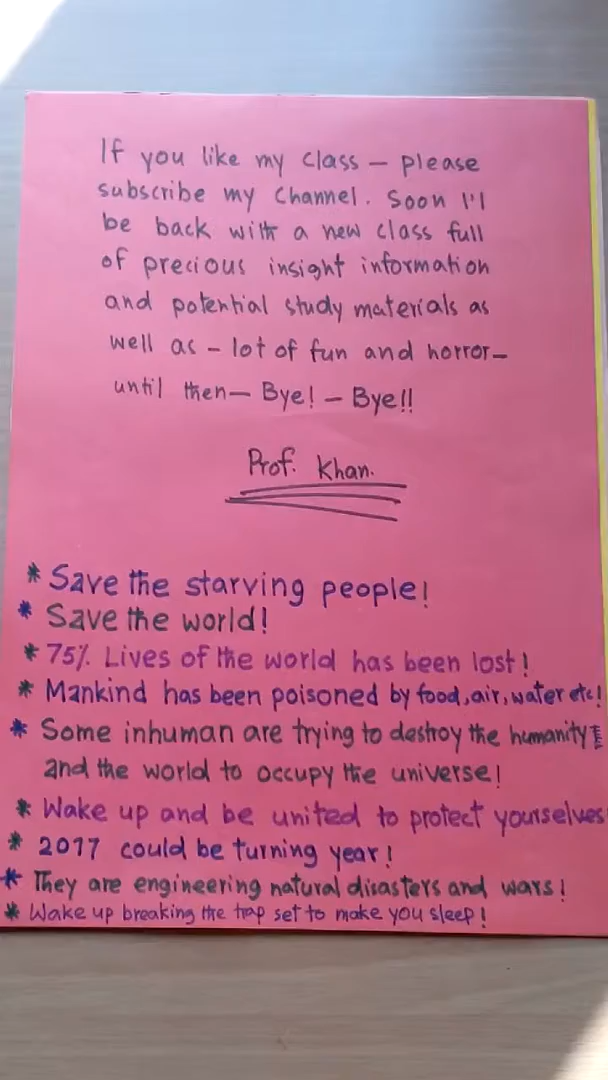 If you like my class – please
subscribe my channel. Soon I'll
be back with a new class full
of precious insight information
and potential study materials as
well as – lot of fun and horror–
until then– Bye! – Bye!!
Prof. Khan.
* Save the starving people!
* Save the world!
* 75% Lives of the world has been lost!
* Mankind has been poisoned by food, air, water etc!
* Some inhuman are trying to destroy the humanity
and the world to occupy the universe!
* Wake up and be united to protect yourselves
* 2017 could be turning year!
* They are engineering natural disasters and wars!
* Wake up breaking the trap set to make you sleep!